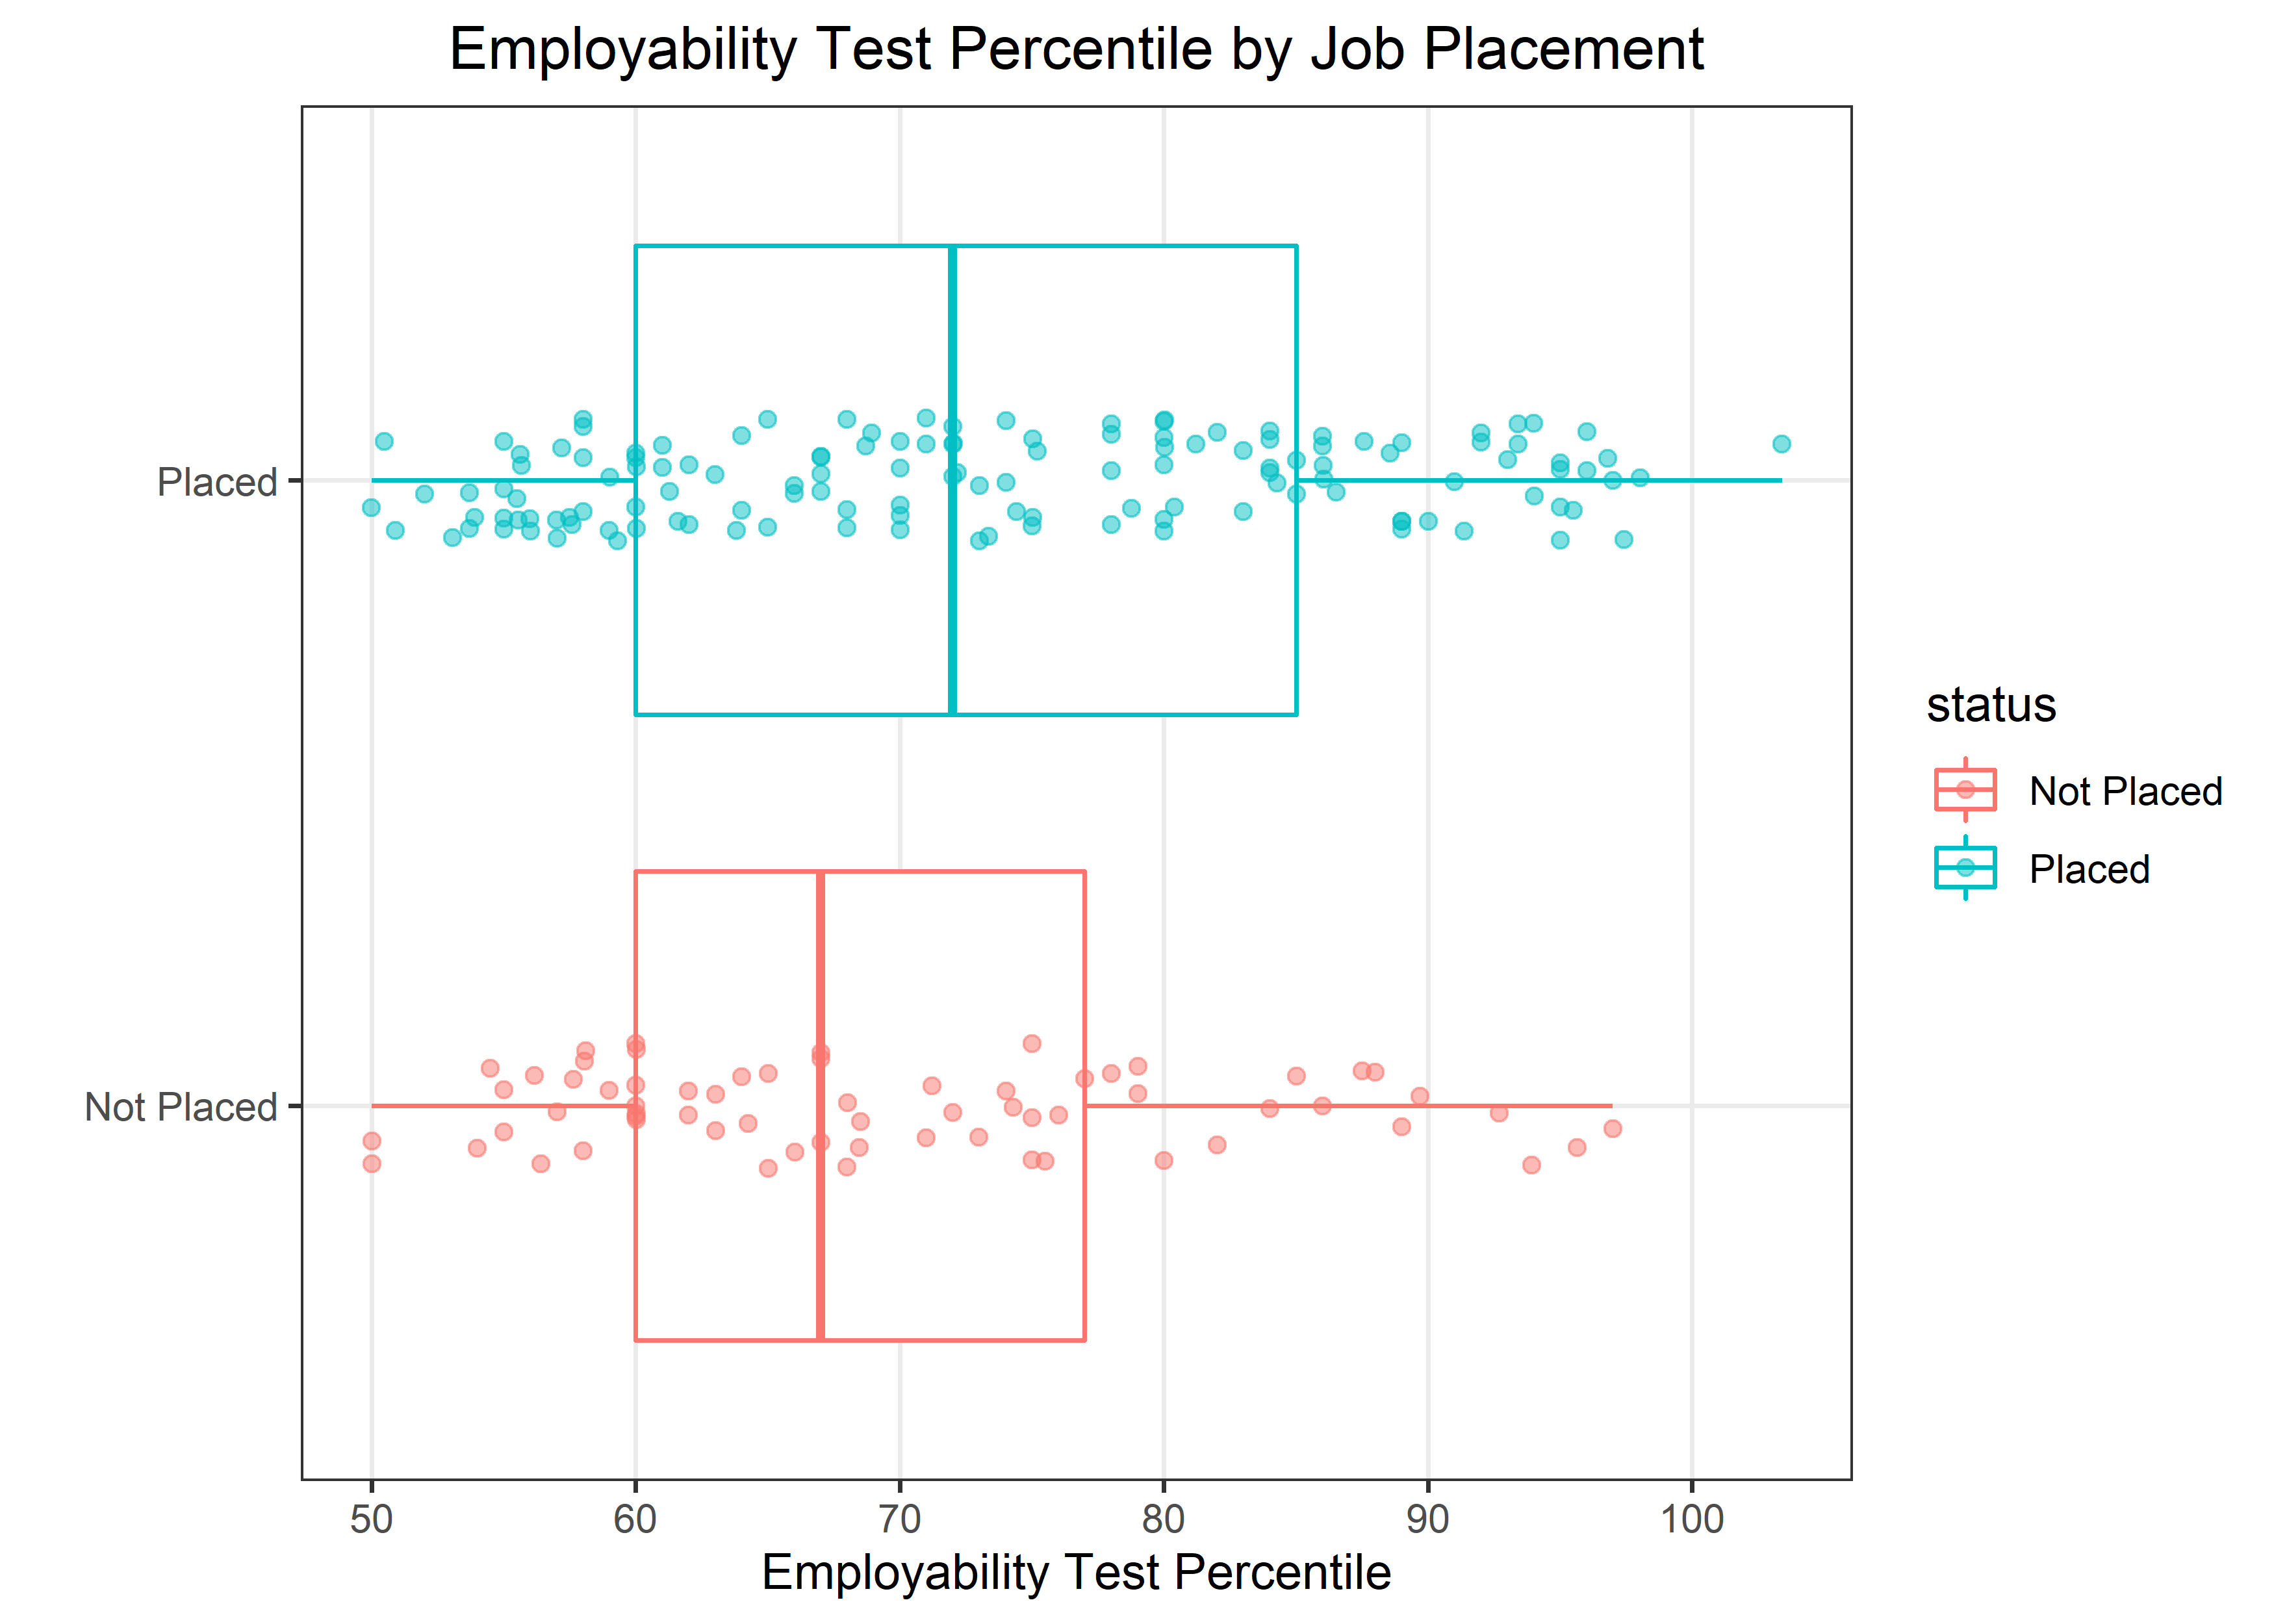 Employability Test Percentile by Job Placement
Placed
Not Placed
50 60 70 80 90 100
Employability Test Percentile
status
Not Placed
Placed